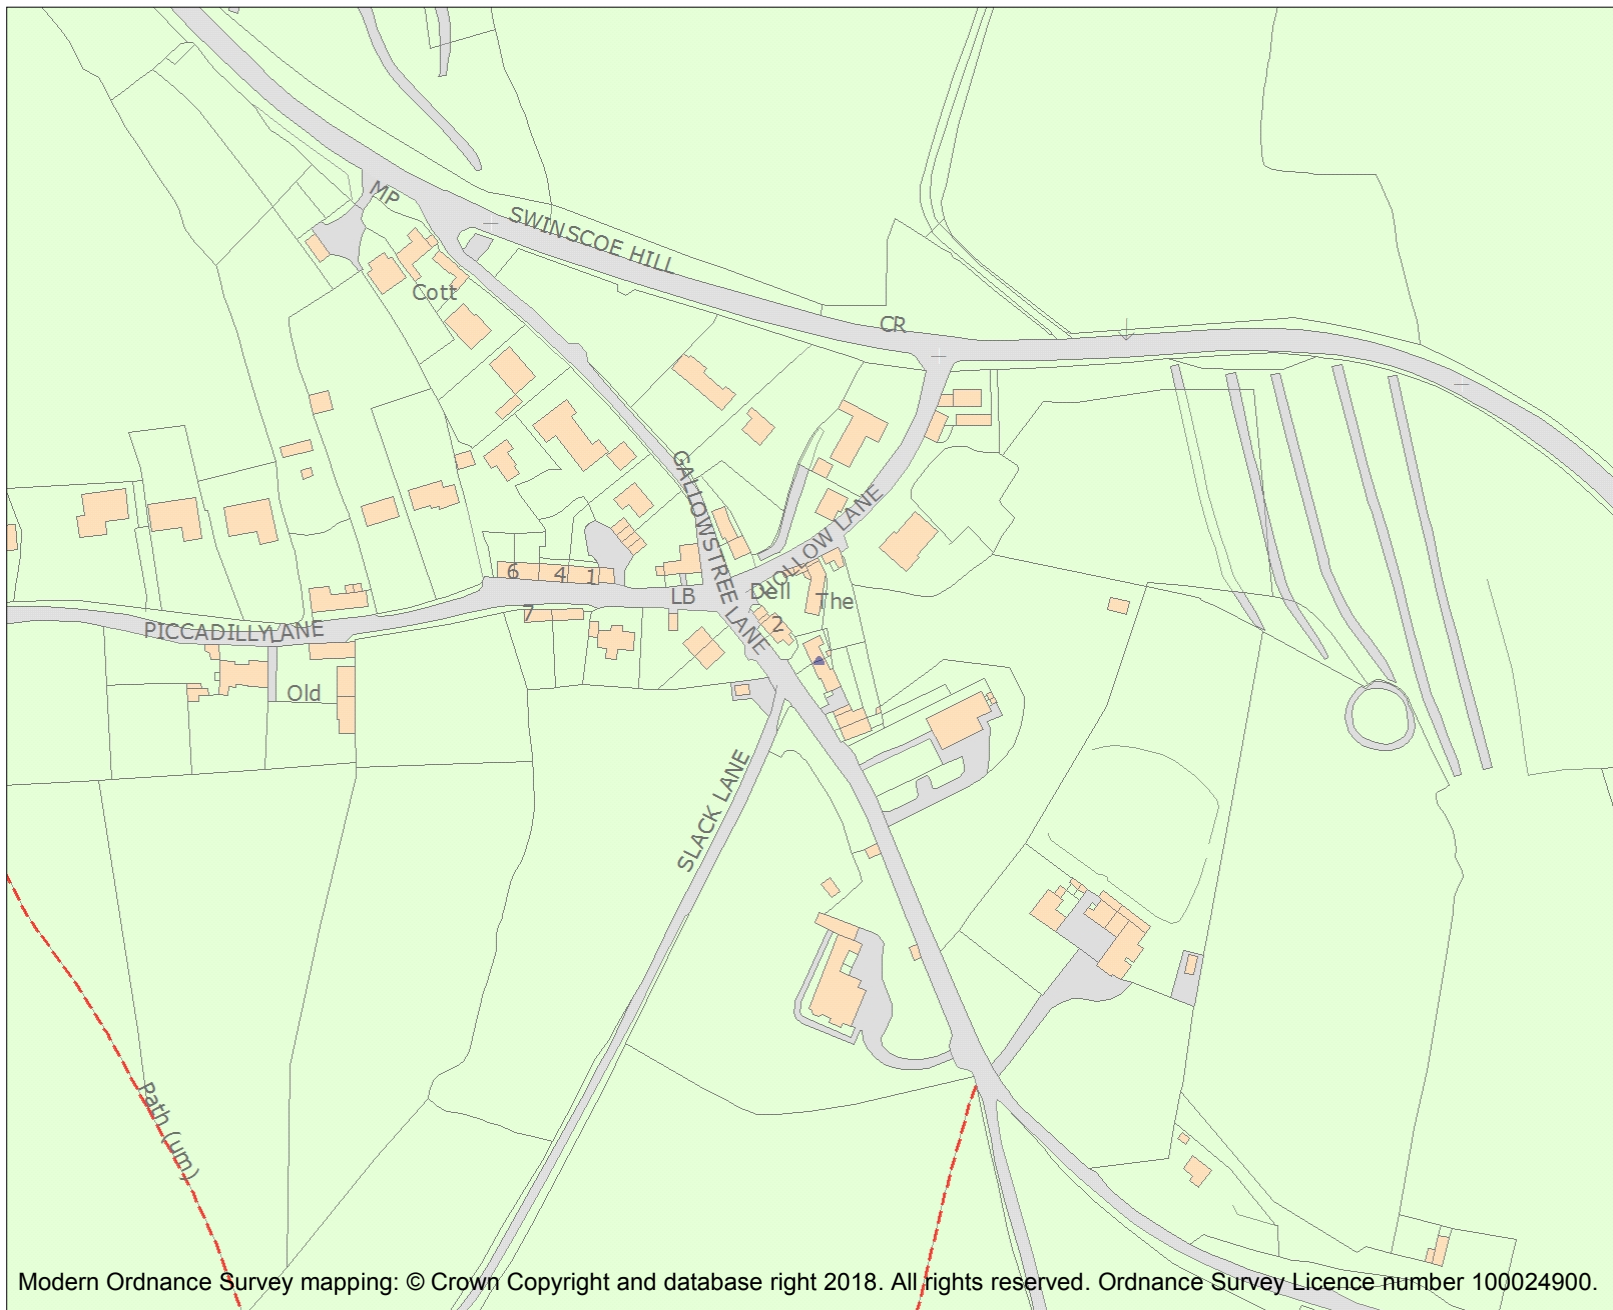 MP
SWINSCOE HILL
Cott
CR
GALLOWSTREE LANE
HOLLOW LANE
6
4
1
LB
Dell
The
7
2
PICCADILLY LANE
Old
SLACK LANE
Path (um)
Modern Ordnance Survey mapping: © Crown Copyright and database right 2018. All rights reserved. Ordnance Survey Licence number 100024900.